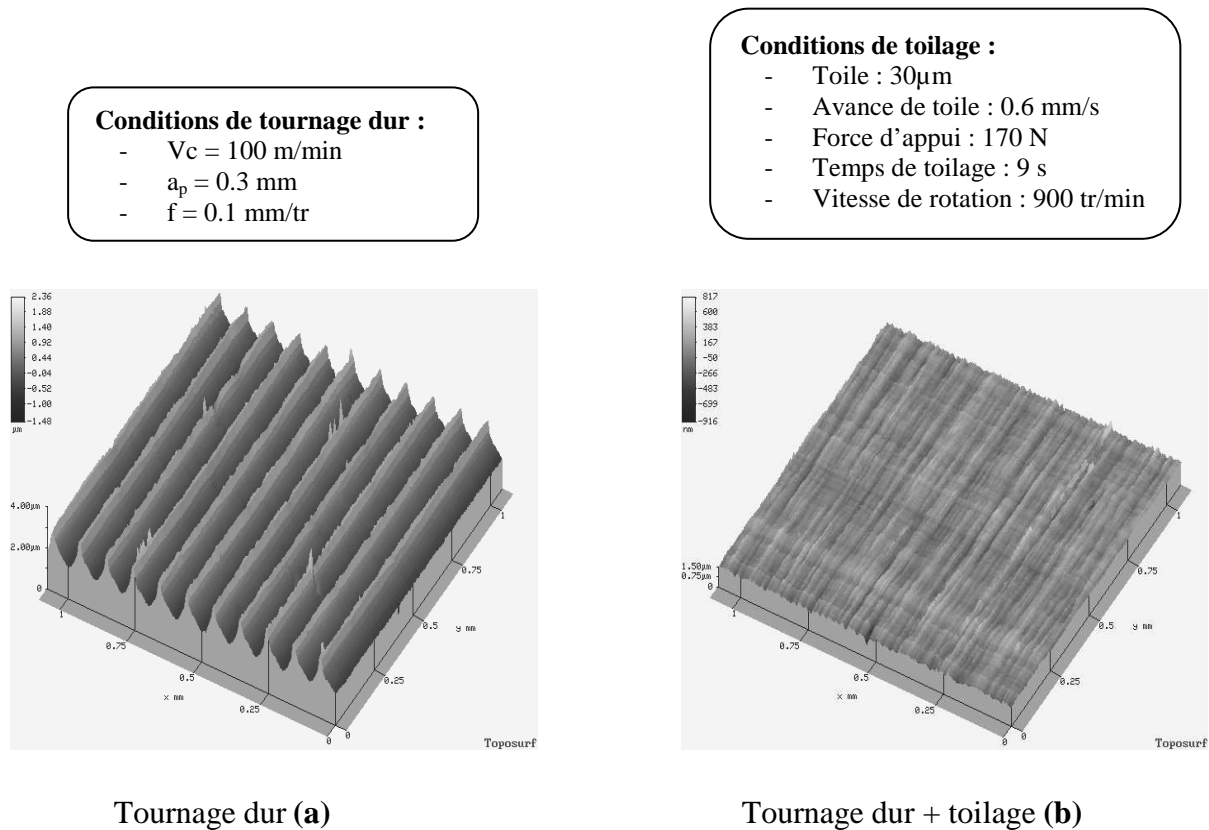 Conditions de tournage dur :
- Vc = 100 m/min
- aₚ = 0.3 mm
- f = 0.1 mm/tr
Conditions de toilage :
- Toile : 30µm
- Avance de toile : 0.6 mm/s
- Force d’appui : 170 N
- Temps de toilage : 9 s
- Vitesse de rotation : 900 tr/min
2.36
1.88
1.40
0.92
0.44
-0.04
-0.52
-1.00
-1.48
µm
4.00µm
2.00µm
0
1
0.75
0.5
0.25
0
x mm
0
0.25
0.5
0.75
1
y mm
Toposurf
817
600
383
167
-50
-266
-483
-699
-916
nm
1.50µm
0.75µm
0
1
0.75
0.5
0.25
0
x mm
0
0.25
0.5
0.75
1
y mm
Toposurf
Tournage dur (a)
Tournage dur + toilage (b)